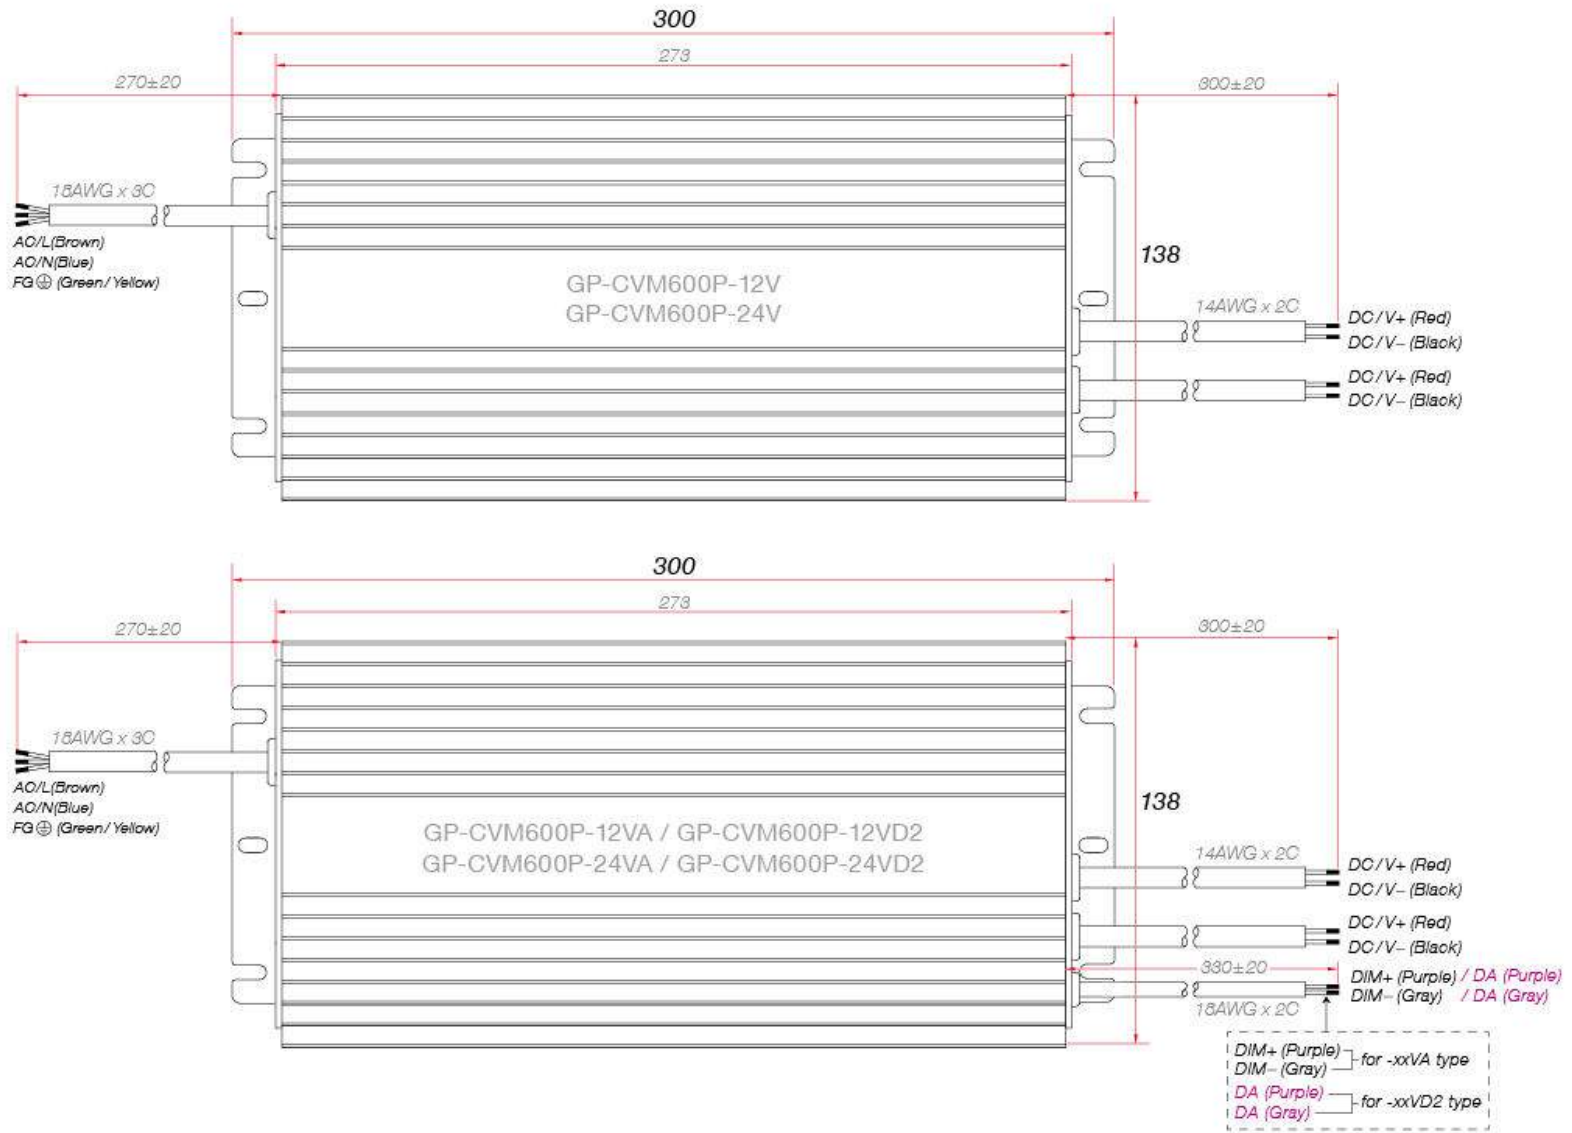 300
273
270±20
300±20
18AWG x 3C
AC/L(Brown)
AC/N(Blue)
FG (Green/Yellow)
138
GP-CVM600P-12V
GP-CVM600P-24V
14AWG x 2C
DC/V+ (Red)
DC/V– (Black)
DC/V+ (Red)
DC/V– (Black)
300
273
270±20
300±20
18AWG x 3C
AC/L(Brown)
AC/N(Blue)
FG (Green/Yellow)
138
GP-CVM600P-12VA / GP-CVM600P-12VD2
GP-CVM600P-24VA / GP-CVM600P-24VD2
14AWG x 2C
DC/V+ (Red)
DC/V– (Black)
DC/V+ (Red)
DC/V– (Black)
330±20
DIM+ (Purple) / DA (Purple)
DIM– (Gray) / DA (Gray)
18AWG x 2C
DIM+ (Purple)
DIM– (Gray)
for -xxVA type
DA (Purple)
DA (Gray)
for -xxVD2 type